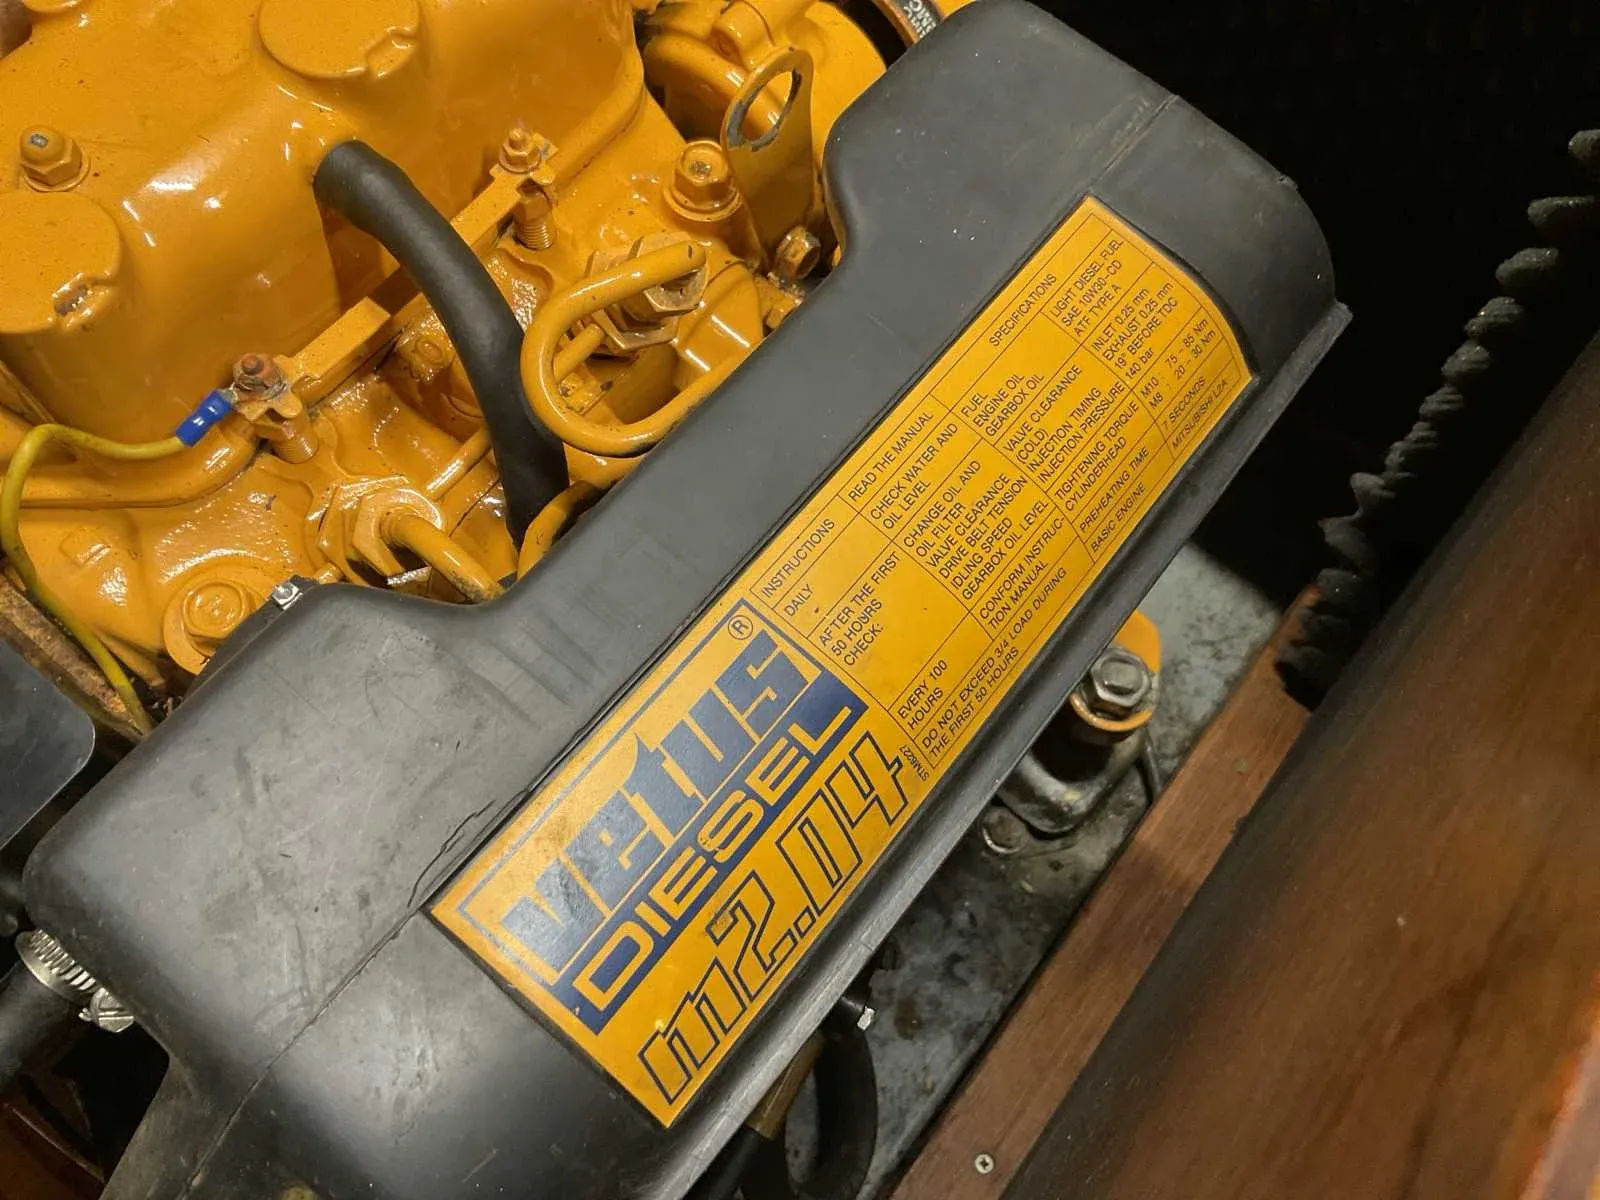 vetus ®
DIESEL
m2.04
INSTRUCTIONS
DAILY
READ THE MANUAL
CHECK WATER AND
OIL LEVEL
AFTER THE FIRST
50 HOURS
CHECK:
CHANGE OIL AND
OIL FILTER
VALVE CLEARANCE
DRIVE BELT TENSION
IDLING SPEED
GEARBOX OIL LEVEL
EVERY 100
HOURS
CONFORM INSTRUC-
TION MANUAL
DO NOT EXCEED 3/4 LOAD DURING
THE FIRST 50 HOURS
SPECIFICATIONS
FUEL
LIGHT DIESEL FUEL
ENGINE OIL
SAE 10W30-CD
GEARBOX OIL
ATF TYPE A
VALVE CLEARANCE
(COLD)
INLET 0.25 mm
EXHAUST 0.25 mm
INJECTION TIMING
19° BEFORE TDC
INJECTION PRESSURE
140 bar
TIGHTENING TORQUE
CYLINDERHEAD
M10 : 75 - 85 Nm
M8 : 20 - 30 Nm
PREHEATING TIME
7 SECONDS
BASIC ENGINE
MITSUBISHI L2A